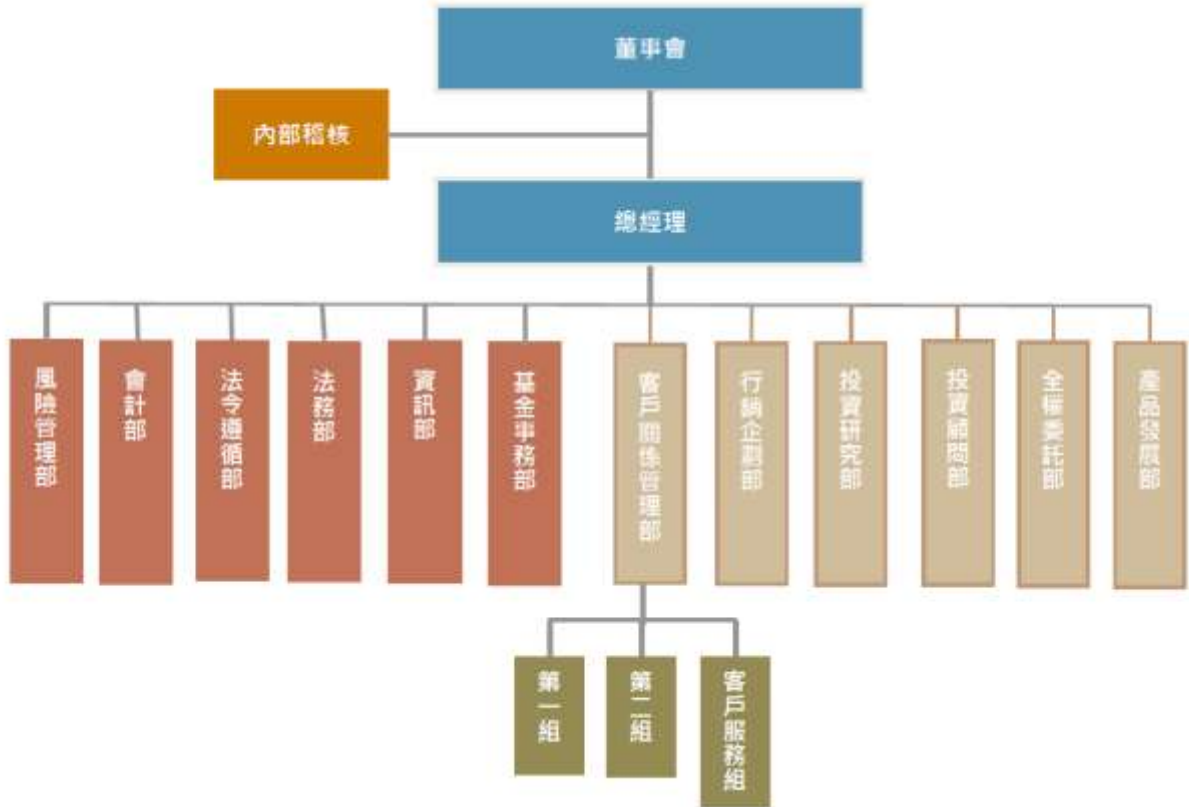 董事會
內部稽核
總經理
風險管理部
會計部
法令遵循部
法務部
資訊部
基金事務部
客戶關係管理部
行銷企劃部
投資研究部
投資顧問部
全權委託部
產品發展部
第一組
第二組
客戶服務組